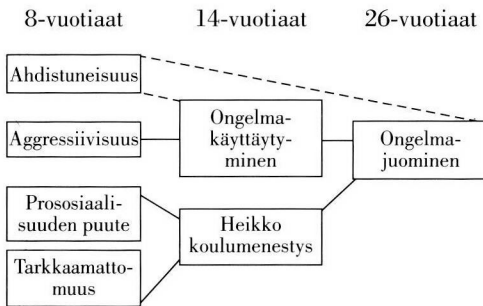 8-vuotiaat
14-vuotiaat
26-vuotiaat
Ahdistuneisuus
Aggressiivisuus
Ongelma-
käyttäyty-
minen
Ongelma-
juominen
Prososiaali-
suuden puute
Heikko
koulumenestys
Tarkkaamatto-
muus